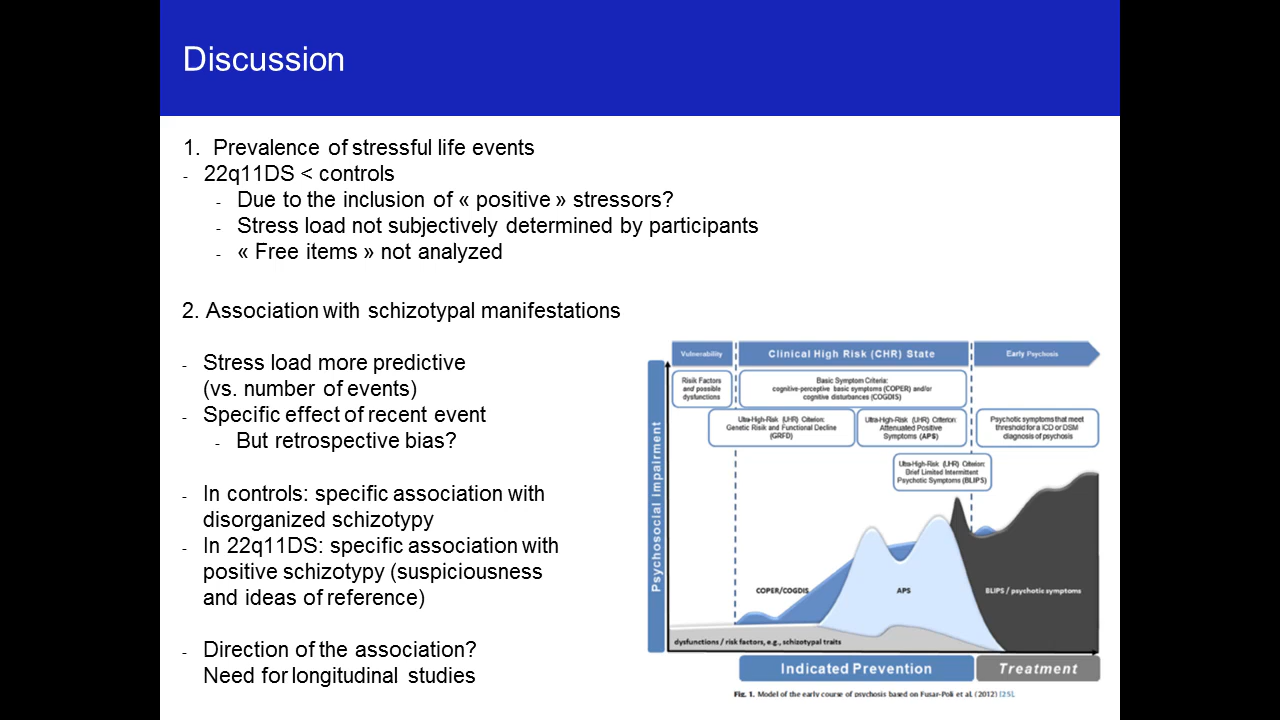 Discussion
1. Prevalence of stressful life events
- 22q11DS < controls
- Due to the inclusion of « positive » stressors?
- Stress load not subjectively determined by participants
- « Free items » not analyzed
2. Association with schizotypal manifestations
- Stress load more predictive
(vs. number of events)
- Specific effect of recent event
- But retrospective bias?
- In controls: specific association with
disorganized schizotypy
- In 22q11DS: specific association with
positive schizotypy (suspiciousness
and ideas of reference)
- Direction of the association?
Need for longitudinal studies
Vulnerability
Clinical High Risk (CHR) State
Early Psychosis
Risk Factors
and possible
dysfunctions
Basic Symptom Criteria:
cognitive-perceptive basic symptoms (COPER) and/or
cognitive disturbances (COGDIS)
Ultra-High-Risk (UHR) Criterion:
Genetic Risk and Functional Decline
(GRFD)
Ultra-High-Risk (UHR) Criterion:
Attenuated Positive
Symptoms (APS)
Psychotic symptoms that meet
threshold for a ICD or DSM
diagnosis of psychosis
Ultra-High-Risk (UHR) Criterion:
Brief Limited Intermittent
Psychotic Symptoms (BLIPS)
Psychosocial Impairment
COPER/COGDIS
APS
BLIPS / psychotic symptoms
dysfunctions / risk factors, e.g., schizotypal traits
Indicated Prevention
Treatment
Fig. 1. Model of the early course of psychosis based on Fusar-Poli et al. (2012) [25].